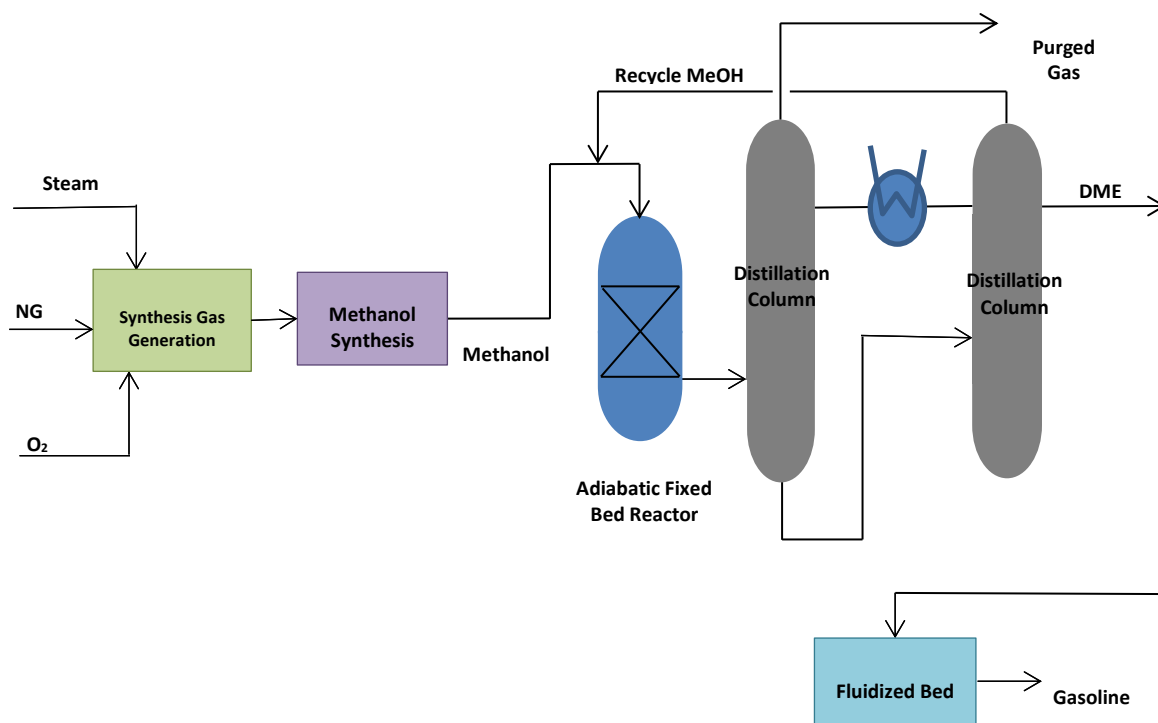 Purged
Gas
Recycle MeOH
Steam
DME
NG
Synthesis Gas
Generation
Methanol
Synthesis
Methanol
Distillation
Column
Distillation
Column
O₂
Adiabatic Fixed
Bed Reactor
Fluidized Bed
Gasoline